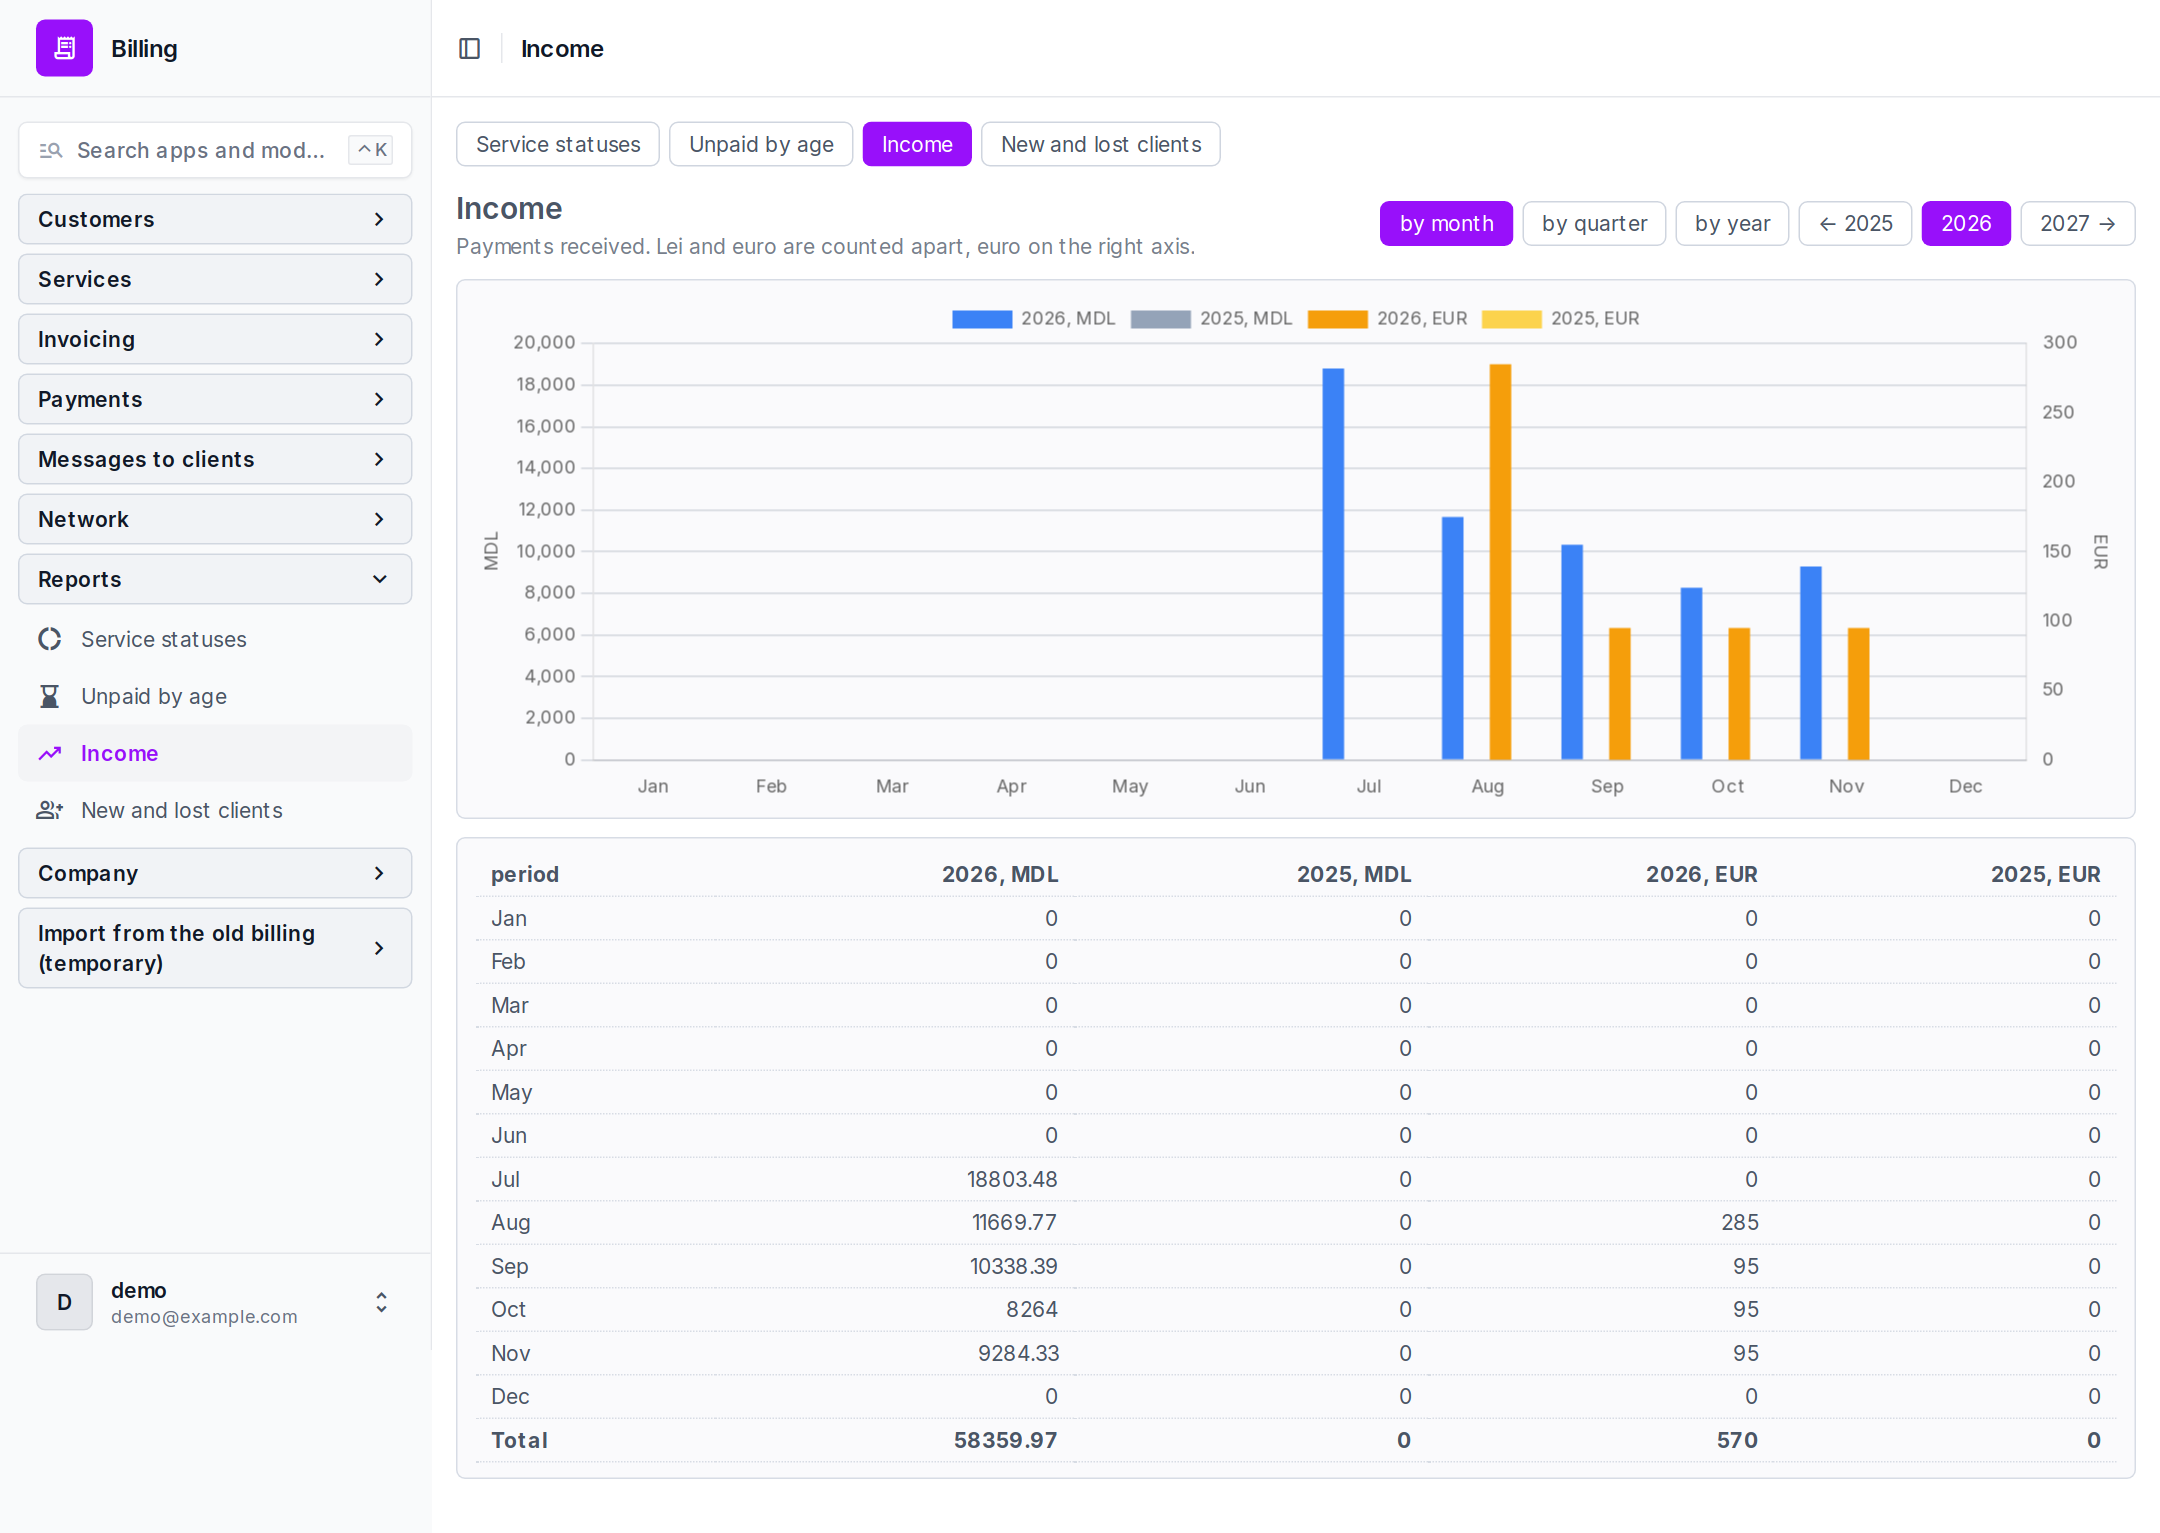 Billing
Income
Search apps and mod...
^K
Customers
Services
Invoicing
Payments
Messages to clients
Network
Reports
Service statuses
Unpaid by age
Income
New and lost clients
Company
Import from the old billing
(temporary)
D
demo
demo@example.com
Service statuses
Unpaid by age
Income
New and lost clients
Income
Payments received. Lei and euro are counted apart, euro on the right axis.
by month
by quarter
by year
← 2025
2026
2027 →
2026, MDL
2025, MDL
2026, EUR
2025, EUR
MDL
20,000
18,000
16,000
14,000
12,000
10,000
8,000
6,000
4,000
2,000
0
300
250
200
150
100
50
0
EUR
Jan Feb Mar Apr May Jun Jul Aug Sep Oct Nov Dec
period 2026, MDL 2025, MDL 2026, EUR 2025, EUR
Jan 0 0 0 0
Feb 0 0 0 0
Mar 0 0 0 0
Apr 0 0 0 0
May 0 0 0 0
Jun 0 0 0 0
Jul 18803.48 0 0 0
Aug 11669.77 0 285 0
Sep 10338.39 0 95 0
Oct 8264 0 95 0
Nov 9284.33 0 95 0
Dec 0 0 0 0
Total 58359.97 0 570 0